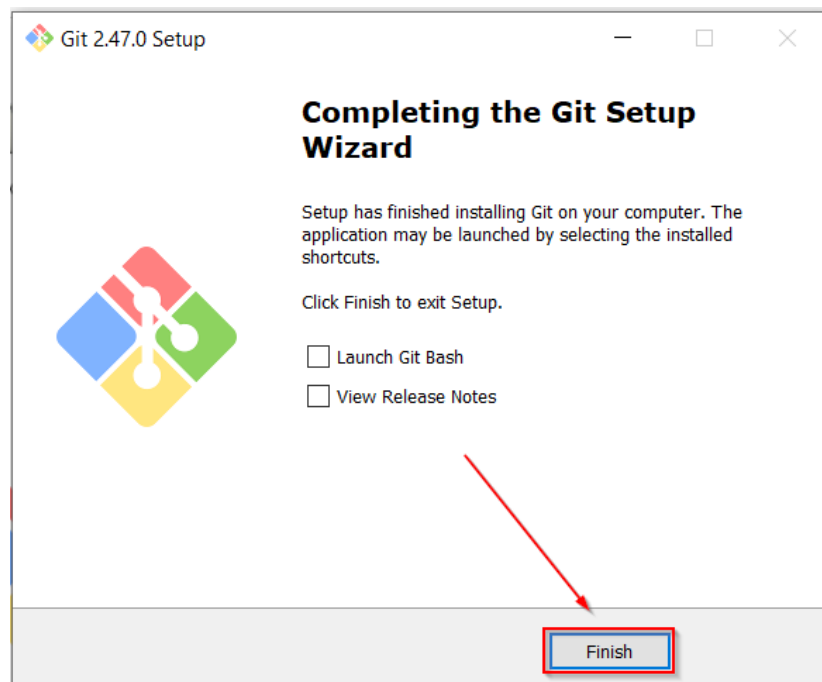 Git 2.47.0 Setup
Completing the Git Setup
Wizard
Setup has finished installing Git on your computer. The
application may be launched by selecting the installed
shortcuts.
Click Finish to exit Setup.
Launch Git Bash
View Release Notes
Finish